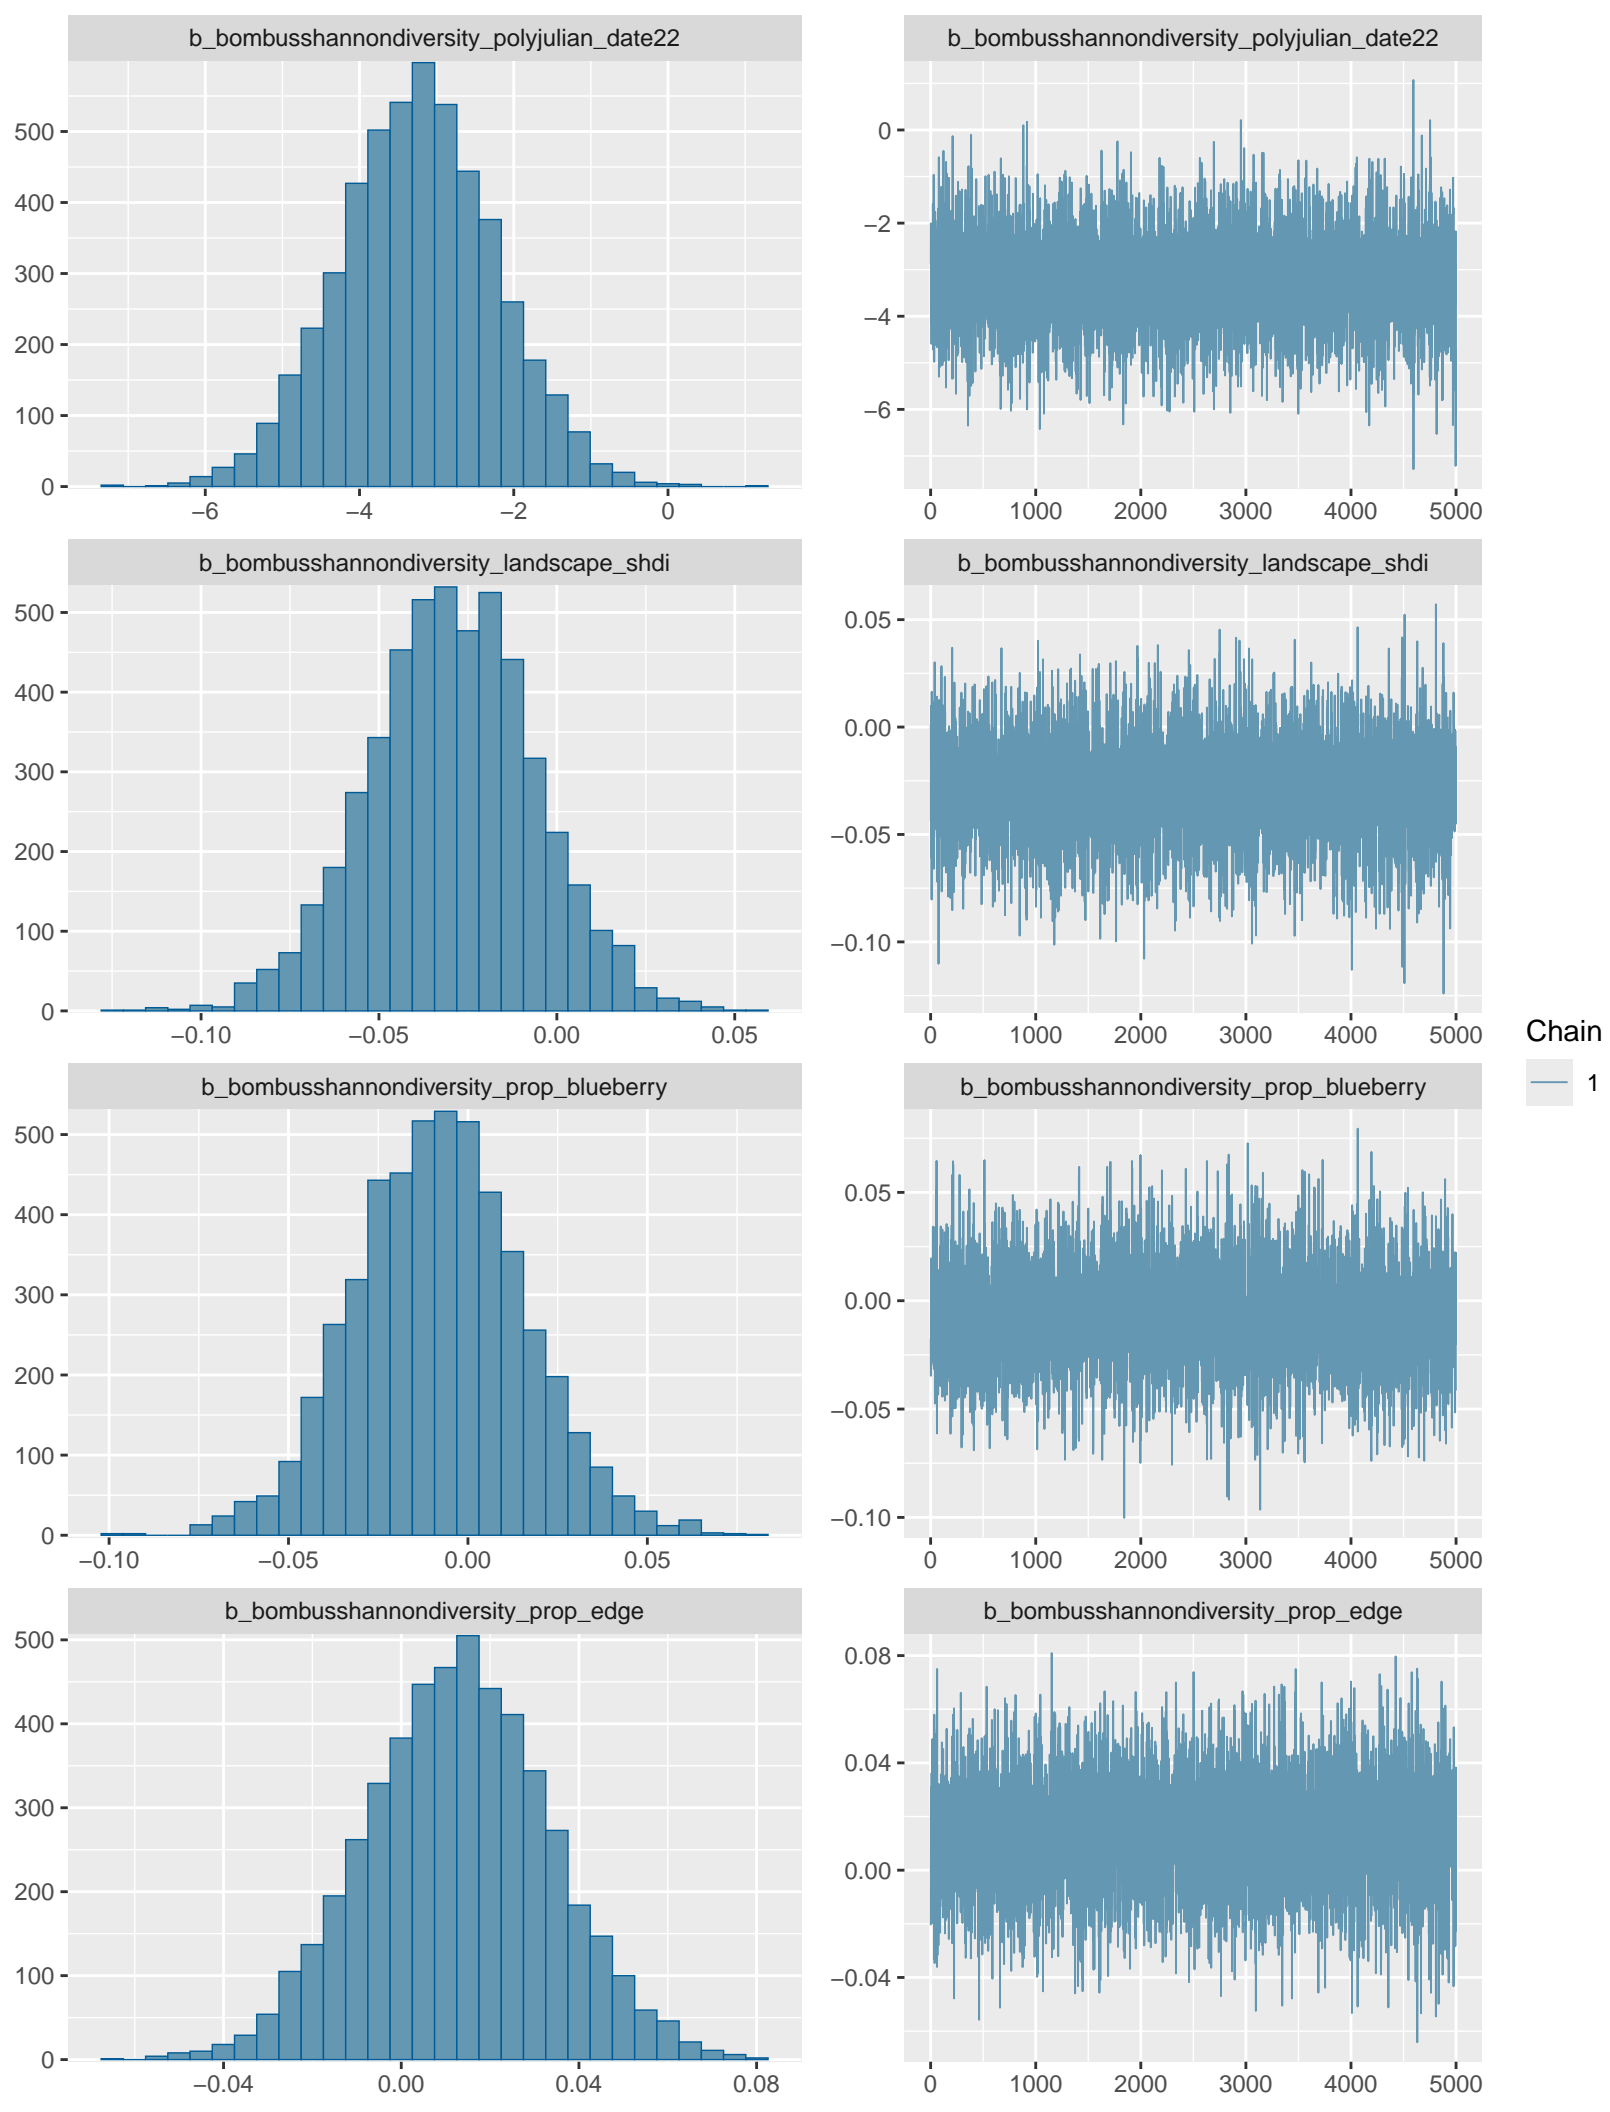 b_bombusshannondiversity_polyjulian_date22
500
400
300
200
100
0
−6 −4 −2 0
b_bombusshannondiversity_polyjulian_date22
0
−2
−4
−6
0 1000 2000 3000 4000 5000
b_bombusshannondiversity_landscape_shdi
500
400
300
200
100
0
−0.10 −0.05 0.00 0.05
b_bombusshannondiversity_landscape_shdi
0.05
0.00
−0.05
−0.10
0 1000 2000 3000 4000 5000
b_bombusshannondiversity_prop_blueberry
500
400
300
200
100
0
−0.10 −0.05 0.00 0.05
b_bombusshannondiversity_prop_blueberry
0.05
0.00
−0.05
−0.10
0 1000 2000 3000 4000 5000
b_bombusshannondiversity_prop_edge
500
400
300
200
100
0
−0.04 0.00 0.04 0.08
b_bombusshannondiversity_prop_edge
0.08
0.04
0.00
−0.04
0 1000 2000 3000 4000 5000
Chain
1